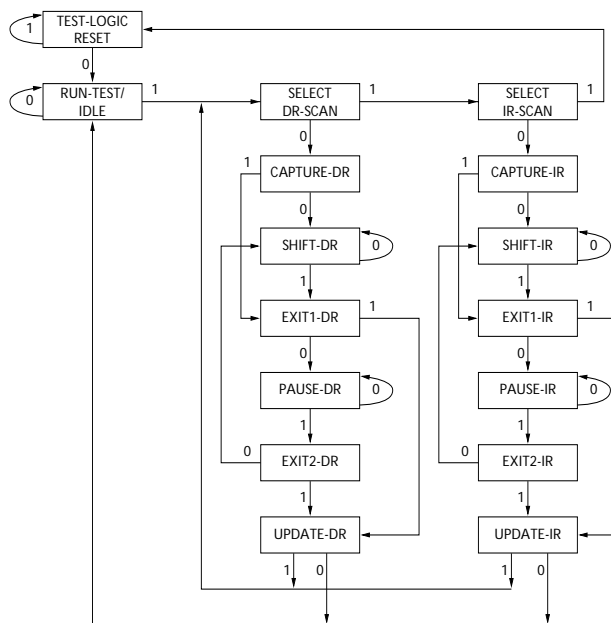 TEST-LOGIC
RESET
1
0
RUN-TEST/
IDLE
0
1
SELECT
DR-SCAN
1
SELECT
IR-SCAN
1
0
0
1
CAPTURE-DR
1
CAPTURE-IR
0
0
SHIFT-DR
0
SHIFT-IR
0
1
1
EXIT1-DR
1
EXIT1-IR
1
0
0
PAUSE-DR
0
PAUSE-IR
0
1
1
0
EXIT2-DR
0
EXIT2-IR
1
1
UPDATE-DR
UPDATE-IR
1
0
1
0